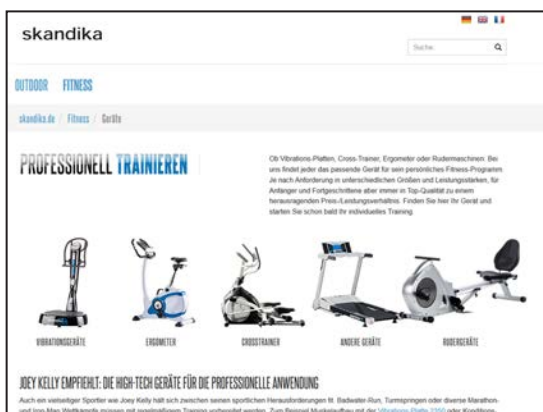 skandika
Suche
OUTDOOR FITNESS
skandika.de / Fitness / Geräte
PROFESSIONELL TRAINIEREN
Ob Vibrations-Platten, Cross-Trainer, Ergometer oder Rudermaschinen: Bei
uns findet jeder das passende Gerät für sein persönliches Fitness-Programm.
Je nach Anforderung in unterschiedlichen Größen und Leistungsstärken, für
Anfänger und Fortgeschrittene aber immer in Top-Qualität zu einem
herausragenden Preis-/Leistungsverhältnis. Finden Sie hier Ihr Gerät und
starten Sie schon bald Ihr individuelles Training.
VIBRATIONSGERÄTE ERGOMETER CROSSTRAINER ANDERE GERÄTE RUDERGERÄTE
JOEY KELLY EMPFIEHLT: DIE HIGH-TECH GERÄTE FÜR DIE PROFESSIONELLE ANWENDUNG
Auch ein vielseitiger Sportler wie Joey Kelly hält sich zwischen seinen sportlichen Herausforderungen fit. Badwater-Run, Turmspringen oder diverse Marathon-
und Iron-Man Wettkämpfe müssen mit regelmäßigem Training vorbereitet werden. Zum Beispiel Muskelaufbau mit der Vibrations-Platte 2200 oder Konditions-